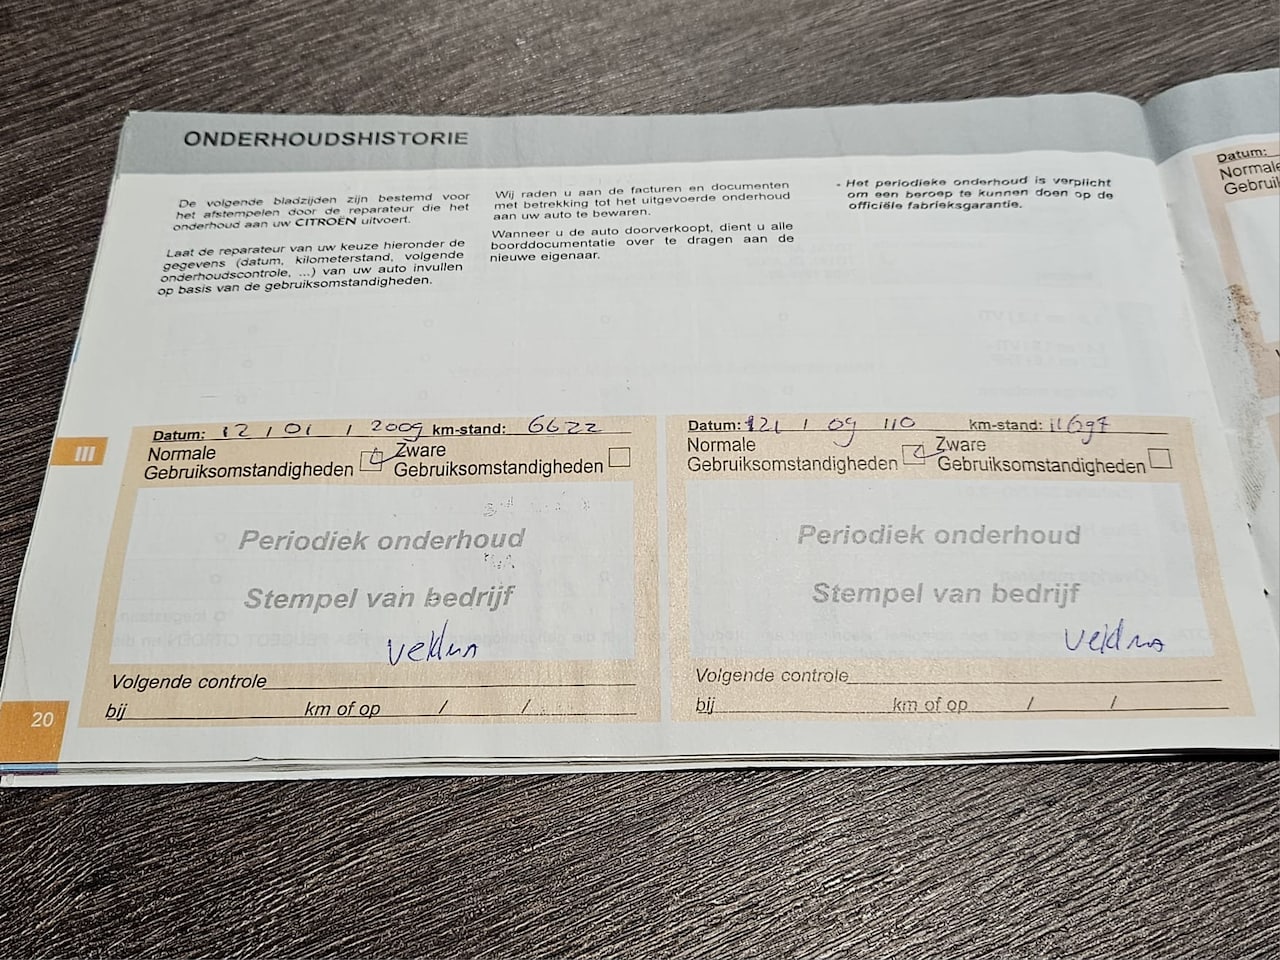 ONDERHOUDSHISTORIE
De volgende bladzijden zijn bestemd voor
het afstempelen door de reparateur die het
onderhoud aan uw CITROËN uitvoert.
Laat de reparateur van uw keuze hieronder de
gegevens (datum, kilometerstand, volgende
onderhoudscontrole, ...) van uw auto invullen
op basis van de gebruiksomstandigheden.
Wij raden u aan de facturen en documenten
met betrekking tot het uitgevoerde onderhoud
aan uw auto te bewaren.
Wanneer u de auto doorverkoopt, dient u alle
boorddocumentatie over te dragen aan de
nieuwe eigenaar.
- Het periodieke onderhoud is verplicht
om een beroep te kunnen doen op de
officiële fabrieksgarantie.
III
Datum: 12 / 01 / 2009 km-stand: 6622
Normale
Gebruiksomstandigheden
Zware
Gebruiksomstandigheden
Periodiek onderhoud
Stempel van bedrijf
Volgende controle
bij km of op / /
Datum: / 09 / 10 km-stand:
Normale
Gebruiksomstandigheden
Zware
Gebruiksomstandigheden
Periodiek onderhoud
Stempel van bedrijf
Volgende controle
bij km of op / /
20
Datum: